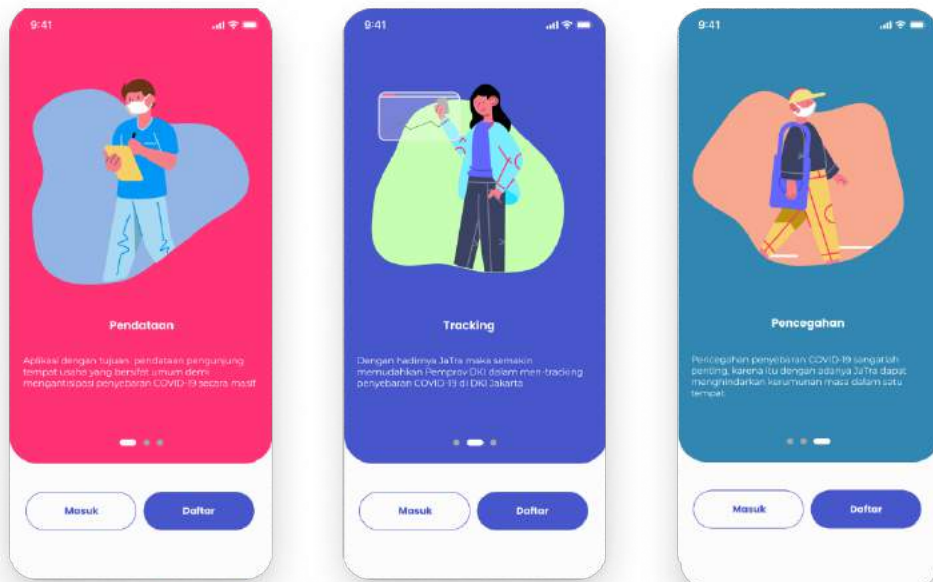 9:41
Pendataan
Aplikasi dengan tujuan pendataan pengunjung
tempat usaha yang bersifat umum demi
mengantisipasi penyebaran COVID-19 secara masif
Masuk
Daftar
9:41
Tracking
Dengan hadirnya JaTra maka semakin
memudahkan Pemprov DKI dalam men-tracking
penyebaran COVID-19 di DKI Jakarta
Masuk
Daftar
9:41
Pencegahan
Pencegahan penyebaran COVID-19 sangatlah
penting, karena itu dengan adanya JaTra dapat
menghindarkan kerumunan masa dalam satu
tempat
Masuk
Daftar